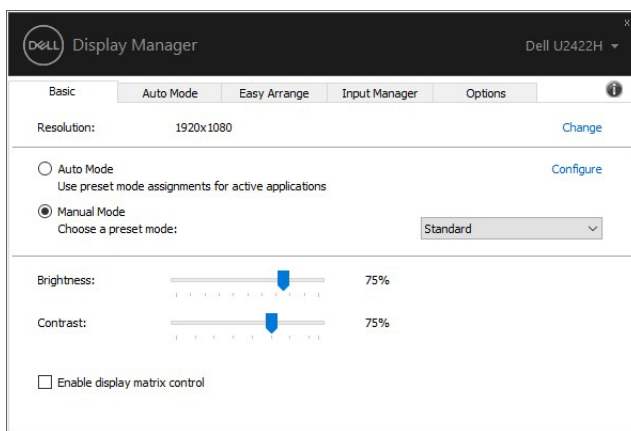 DELL Display Manager Dell U2422H
x
Basic Auto Mode Easy Arrange Input Manager Options i
Resolution: 1920x1080 Change
Auto Mode Configure
Use preset mode assignments for active applications
Manual Mode
Choose a preset mode: Standard
Brightness: 75%
Contrast: 75%
Enable display matrix control